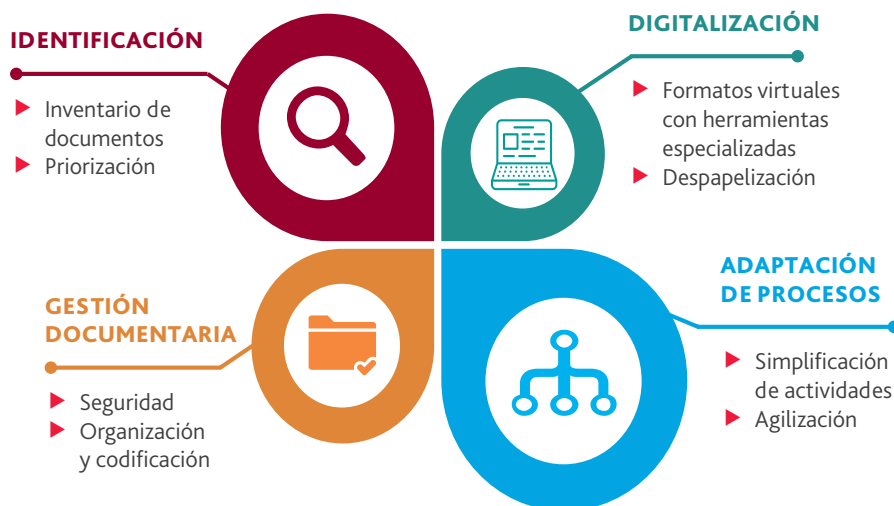 IDENTIFICACIÓN
Inventario de
documentos
Priorización
DIGITALIZACIÓN
Formatos virtuales
con herramientas
especializadas
Despapelización
GESTIÓN
DOCUMENTARIA
Seguridad
Organización
y codificación
ADAPTACIÓN
DE PROCESOS
Simplificación
de actividades
Agilización